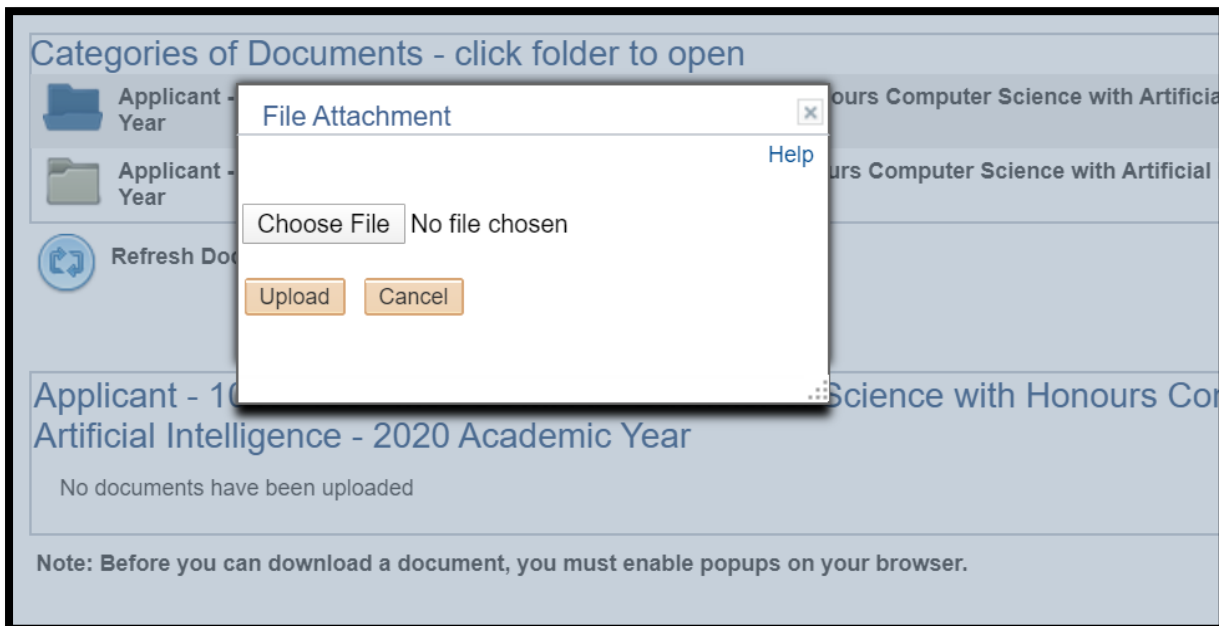 Categories of Documents - click folder to open
Applicant -
Year
ours Computer Science with Artificia
File Attachment
Help
Applicant -
Year
urs Computer Science with Artificial
Choose File No file chosen
Refresh Doc
Upload Cancel
Applicant - 10
Science with Honours Cor
Artificial Intelligence - 2020 Academic Year
No documents have been uploaded
Note: Before you can download a document, you must enable popups on your browser.